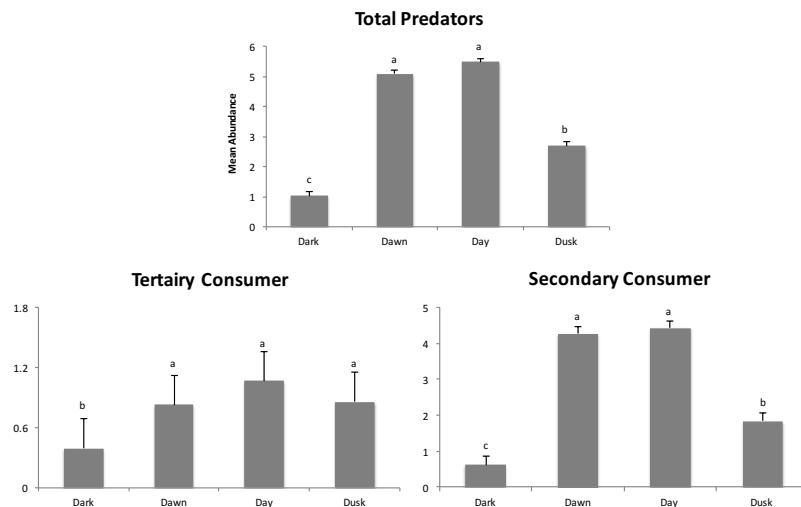 Total Predators
6
5
4
3
2
1
0
Mean Abundance
c
a
a
b
Dark Dawn Day Dusk
Tertairy Consumer
1.8
1.2
0.6
0
b
a
a
a
Dark Dawn Day Dusk
Secondary Consumer
5
4
3
2
1
0
c
a
a
b
Dark Dawn Day Dusk